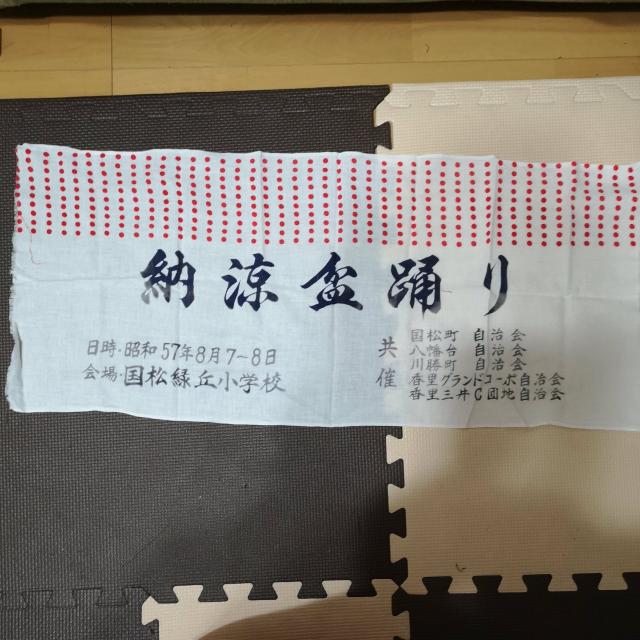 納涼盆踊り
日時・昭和57年8月7～8日
会場・国松緑丘小学校
共催
国松町 自治会
八幡台 自治会
川勝町 自治会
香里グランドコーポ自治会
香里三井C団地自治会